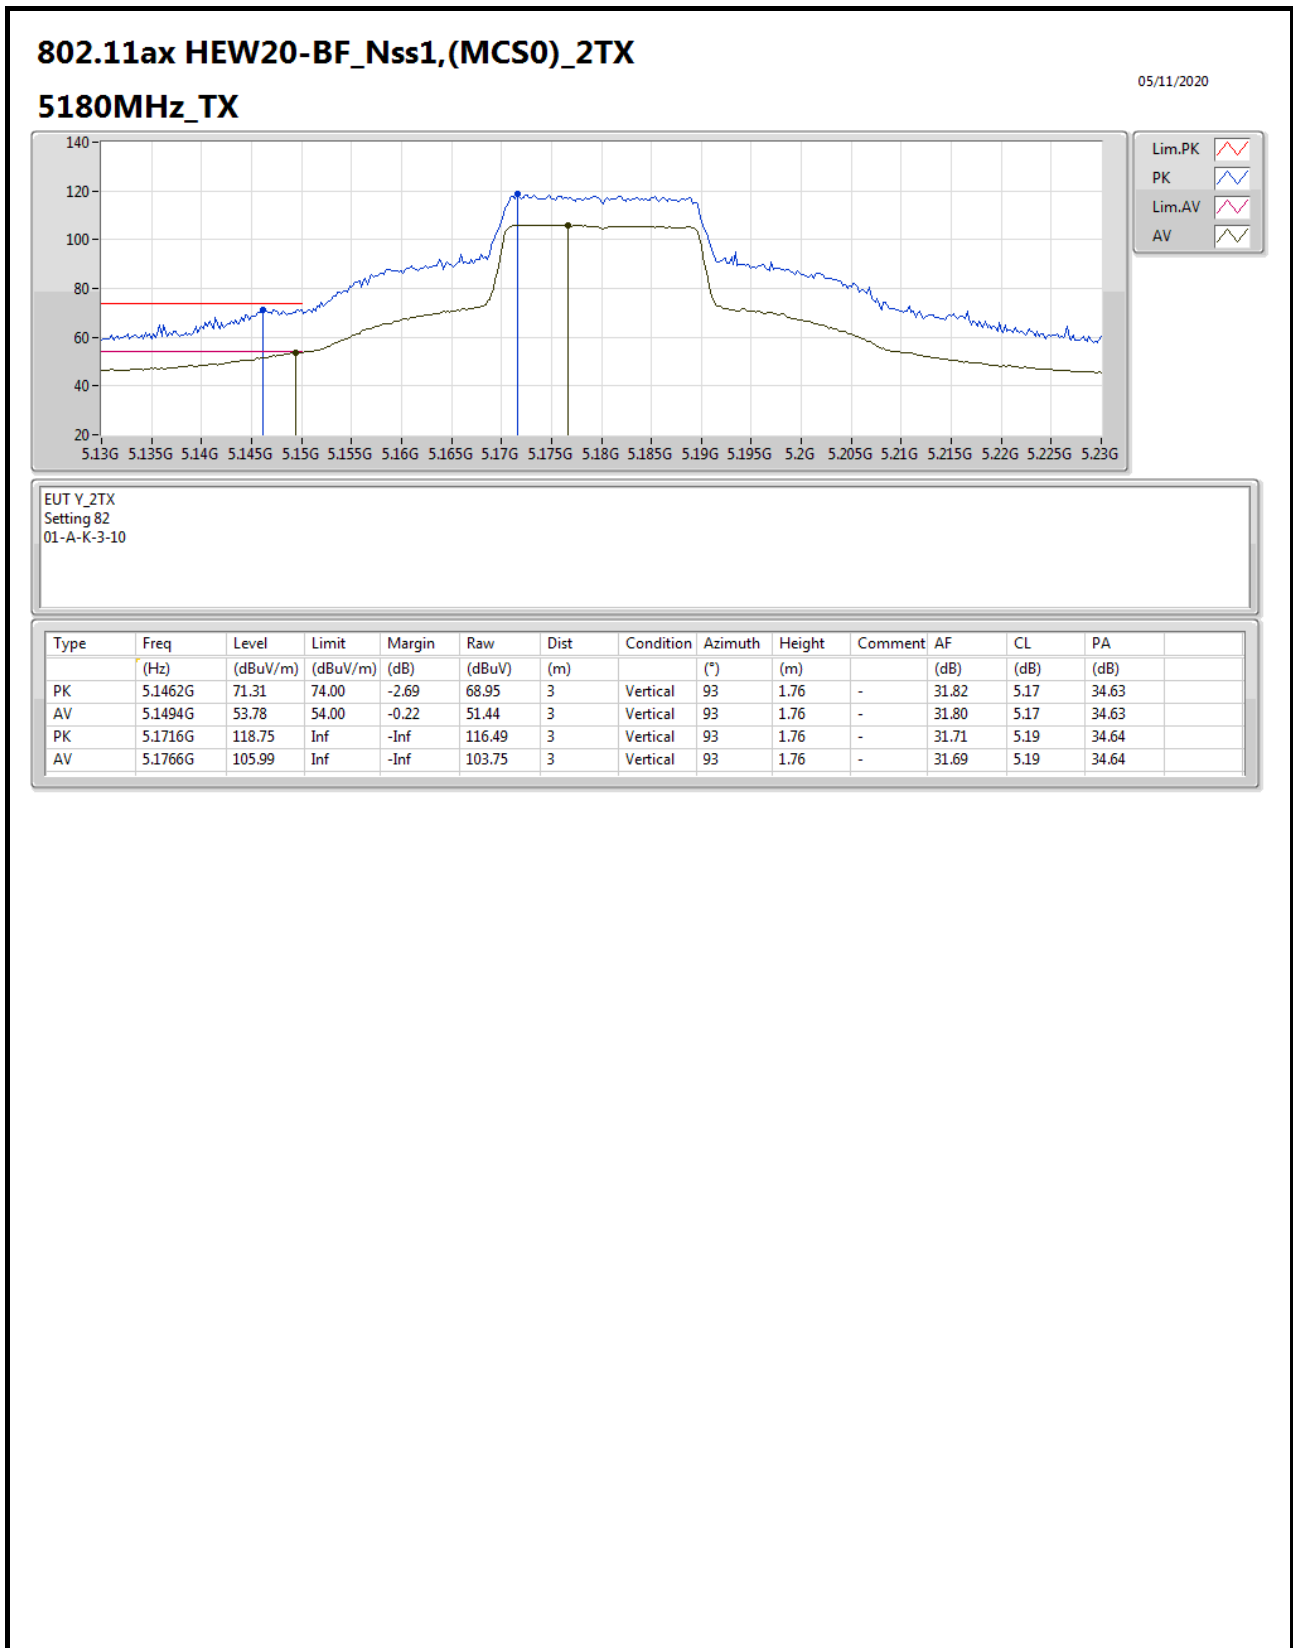 802.11ax HEW20-BF_Nss1,(MCS0)_2TX
05/11/2020
5180MHz_TX
140
120
100
80
60
40
20
5.13G 5.135G 5.14G 5.145G 5.15G 5.155G 5.16G 5.165G 5.17G 5.175G 5.18G 5.185G 5.19G 5.195G 5.2G 5.205G 5.21G 5.215G 5.22G 5.225G 5.23G
Lim.PK
PK
Lim.AV
AV
EUT Y_2TX
Setting 82
01-A-K-3-10
Type Freq Level Limit Margin Raw Dist Condition Azimuth Height Comment AF CL PA
(Hz) (dBuV/m) (dBuV/m) (dB) (dBuV) (m) (°) (m) (dB) (dB) (dB)
PK 5.1462G 71.31 74.00 -2.69 68.95 3 Vertical 93 1.76 - 31.82 5.17 34.63
AV 5.1494G 53.78 54.00 -0.22 51.44 3 Vertical 93 1.76 - 31.80 5.17 34.63
PK 5.1716G 118.75 Inf -Inf 116.49 3 Vertical 93 1.76 - 31.71 5.19 34.64
AV 5.1766G 105.99 Inf -Inf 103.75 3 Vertical 93 1.76 - 31.69 5.19 34.64